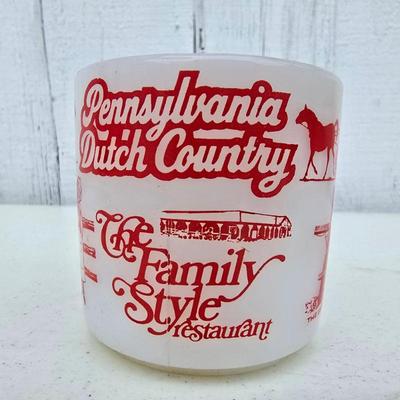 Pennsylvania
Dutch Country
The
Family
Style
restaurant